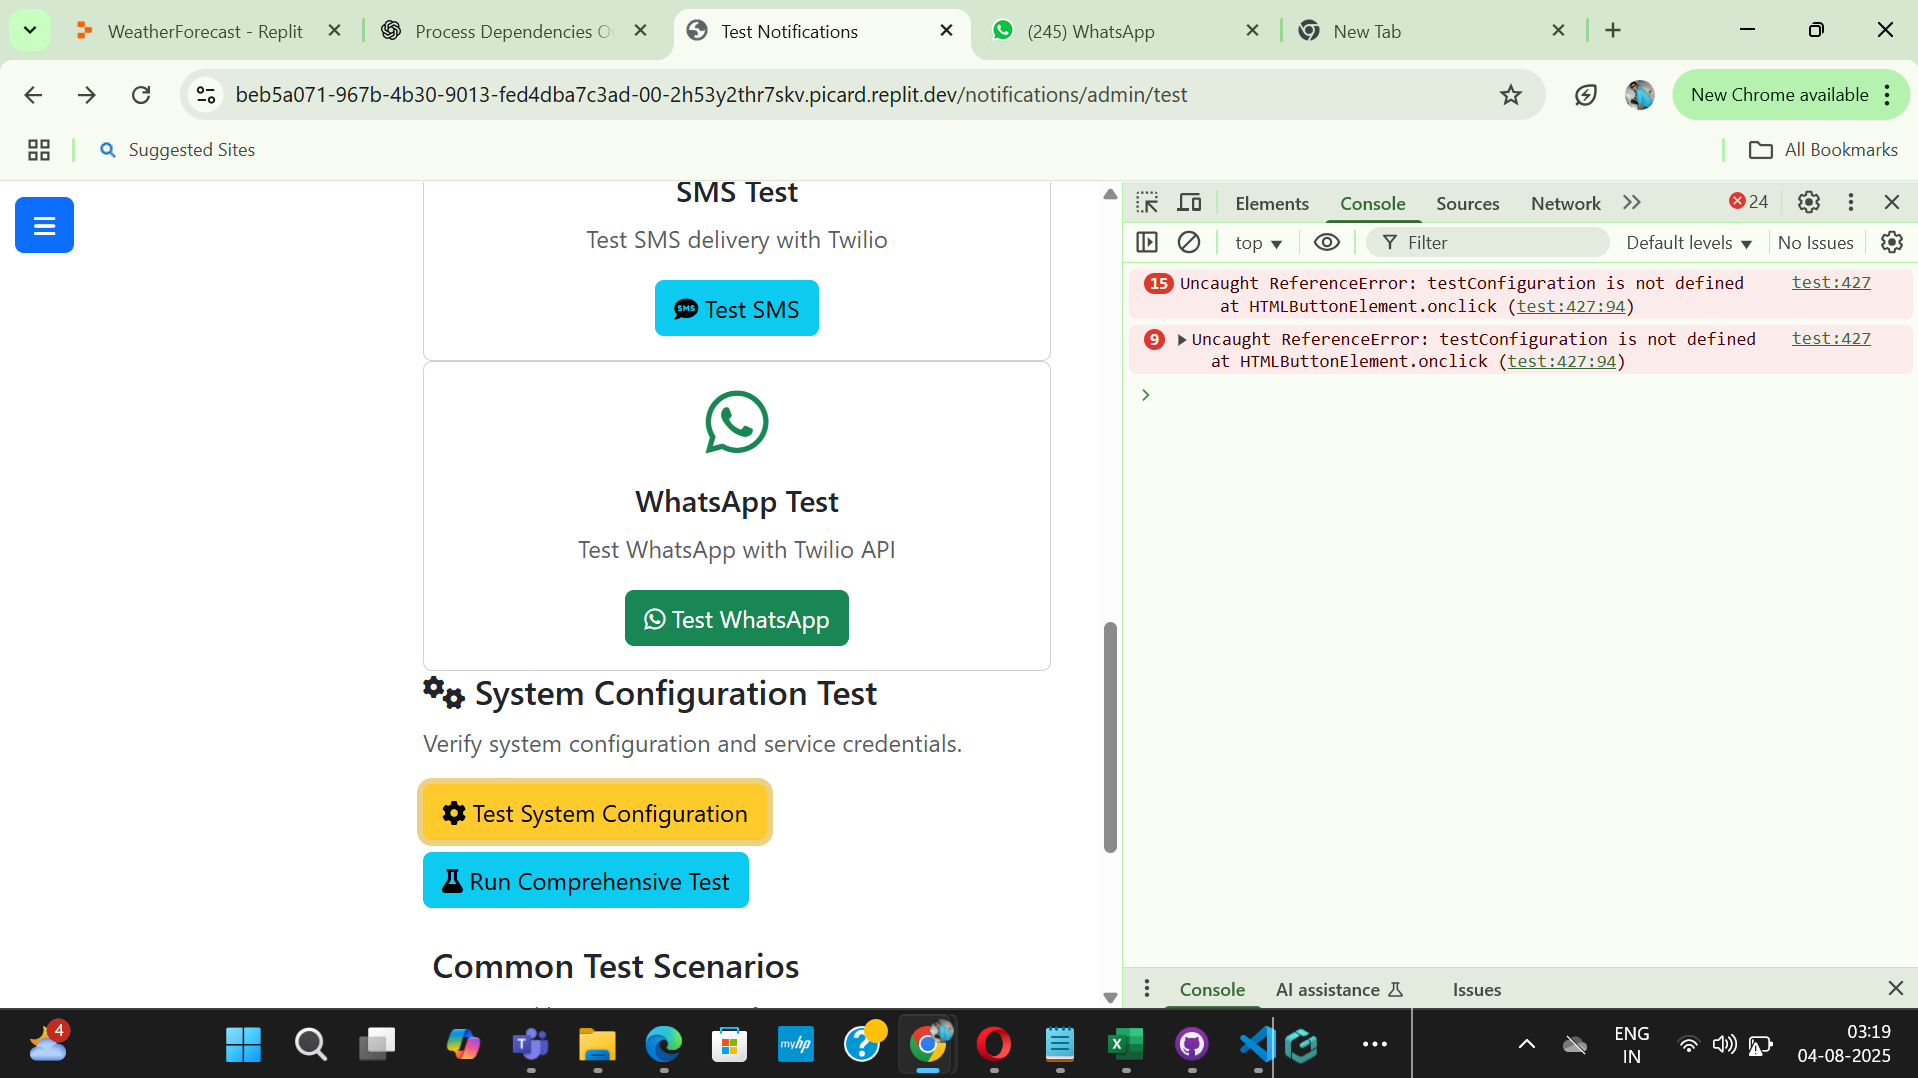 WeatherForecast - Replit
Process Dependencies Ov
Test Notifications
(245) WhatsApp
New Tab
beb5a071-967b-4b30-9013-fed4dba7c3ad-00-2h53y2thr7skv.picard.replit.dev/notifications/admin/test
New Chrome available
Suggested Sites
All Bookmarks
SMS Test
Test SMS delivery with Twilio
SMS Test SMS
WhatsApp Test
Test WhatsApp with Twilio API
Test WhatsApp
System Configuration Test
Verify system configuration and service credentials.
Test System Configuration
Run Comprehensive Test
Common Test Scenarios
Elements Console Sources Network 24
top Filter Default levels No Issues
15 Uncaught ReferenceError: testConfiguration is not defined test:427
at HTMLButtonElement.onclick (test:427:94)
9 Uncaught ReferenceError: testConfiguration is not defined test:427
at HTMLButtonElement.onclick (test:427:94)
Console AI assistance Issues
4
myhp
ENG
IN
03:19
04-08-2025